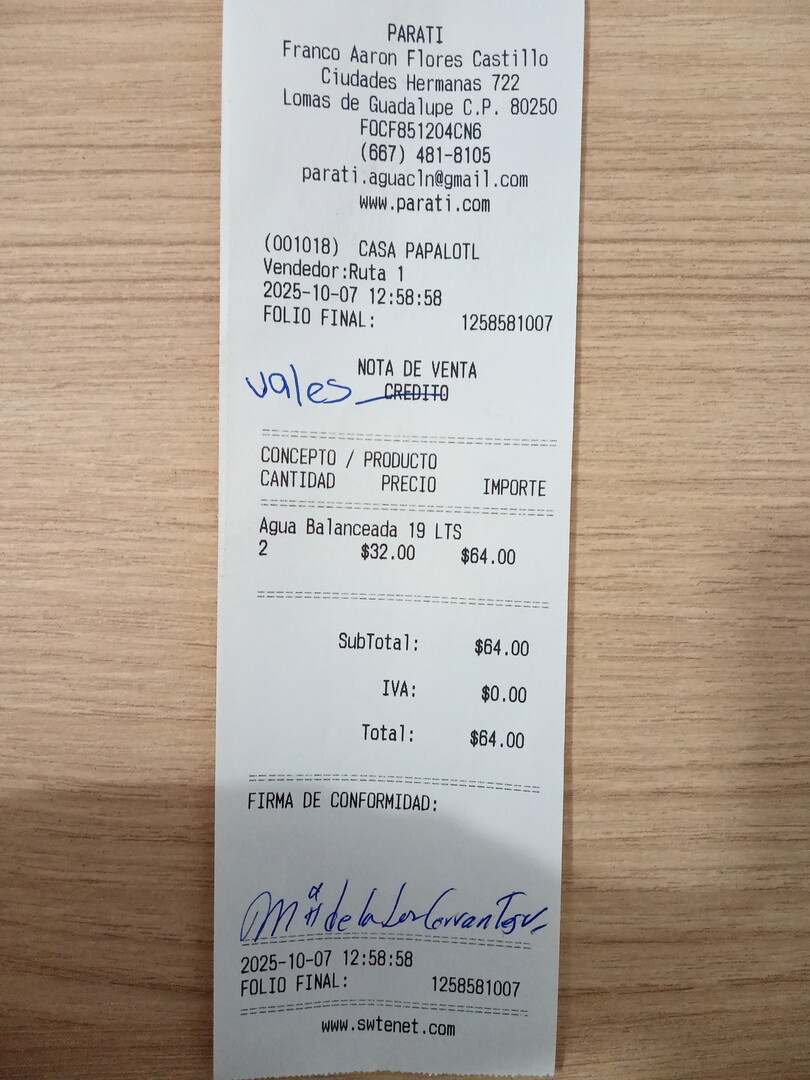 PARATI
Franco Aaron Flores Castillo
Ciudades Hermanas 722
Lomas de Guadalupe C.P. 80250
FOCF851204CN6
(667) 481-8105
parati.aguacln@gmail.com
www.parati.com
(001018) CASA PAPALOTL
Vendedor:Ruta 1
2025-10-07 12:58:58
FOLIO FINAL: 1258581007
NOTA DE VENTA
vales CREDITO
CONCEPTO / PRODUCTO
CANTIDAD PRECIO IMPORTE
Agua Balanceada 19 LTS
2 $32.00 $64.00
SubTotal: $64.00
IVA: $0.00
Total: $64.00
FIRMA DE CONFORMIDAD:
de la Cervantes
2025-10-07 12:58:58
FOLIO FINAL: 1258581007
www.swtenet.com